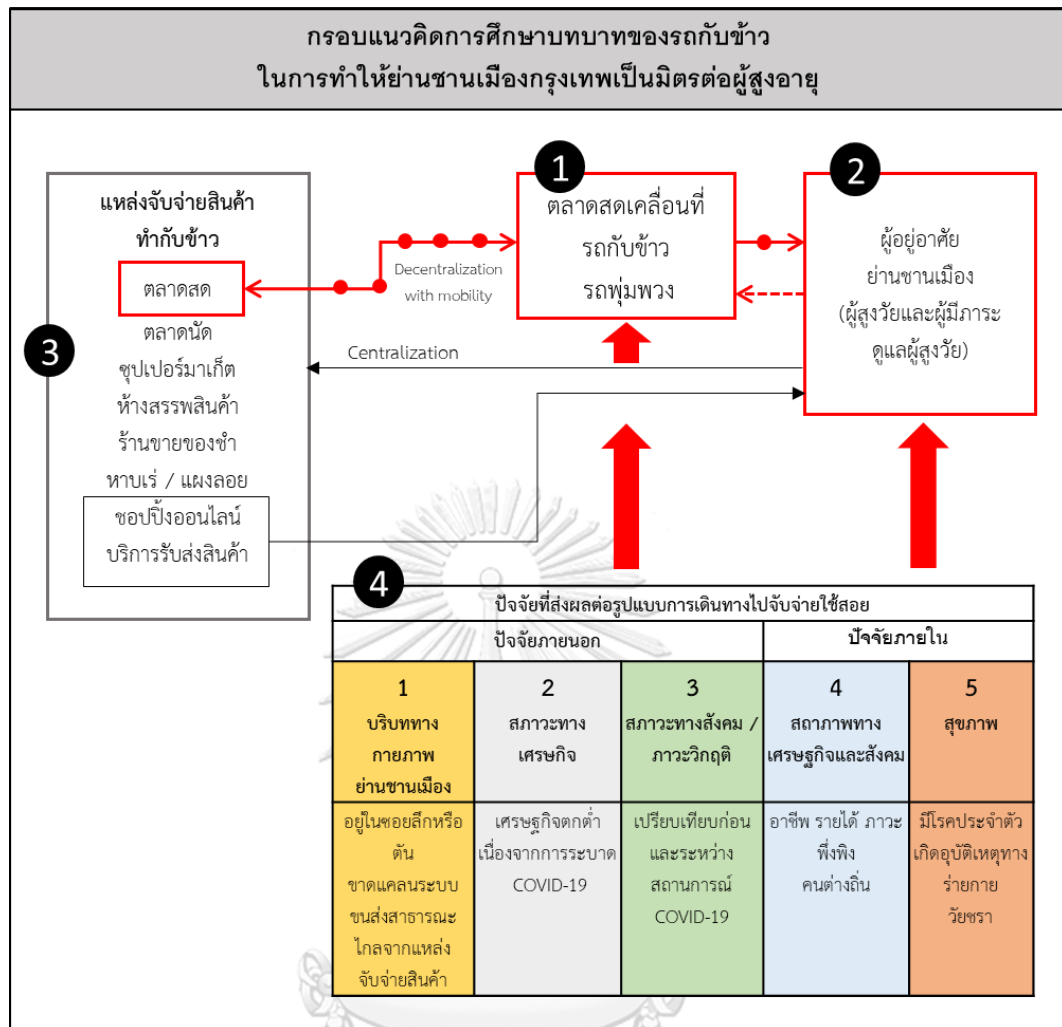 กรอบแนวคิดการศึกษาบทบาทของรถกับข้าว
ในการทำให้ย่านชานเมืองกรุงเทพเป็นมิตรต่อผู้สูงอายุ
1
ตลาดสดเคลื่อนที่
รถกับข้าว
รถพุ่มพวง
2
ผู้อยู่อาศัย
ย่านชานเมือง
(ผู้สูงวัยและผู้มีภาระ
ดูแลผู้สูงวัย)
3
แหล่งจับจ่ายสินค้า
ทำกับข้าว
ตลาดสด
ตลาดนัด
ซุปเปอร์มาเก็ต
ห้างสรรพสินค้า
ร้านขายของชำ
หาบเร่ / แผงลอย
ชอปปิ้งออนไลน์
บริการรับส่งสินค้า
Decentralization
with mobility
Centralization
4
ปัจจัยที่ส่งผลต่อรูปแบบการเดินทางไปจับจ่ายใช้สอย
ปัจจัยภายนอก
ปัจจัยภายใน
1
บริบททาง
กายภาพ
ย่านชานเมือง
2
สภาวะทาง
เศรษกิจ
3
สภาวะทางสังคม /
ภาวะวิกฤติ
4
สถาภาพทาง
เศรษฐกิจและสังคม
5
สุขภาพ
อยู่ในซอยลึกหรือ
ตัน
ขาดแคลนระบบ
ขนส่งสาธารณะ
ไกลจากแหล่ง
จับจ่ายสินค้า
เศรษฐกิจตกต่ำ
เนื่องจากการระบาด
COVID-19
เปรียบเทียบก่อน
และระหว่าง
สถานการณ์
COVID-19
อาชีพ รายได้ ภาวะ
พึ่งพิง
คนต่างถิ่น
มีโรคประจำตัว
เกิดอุบัติเหตุทาง
ร่ายกาย
วัยชรา